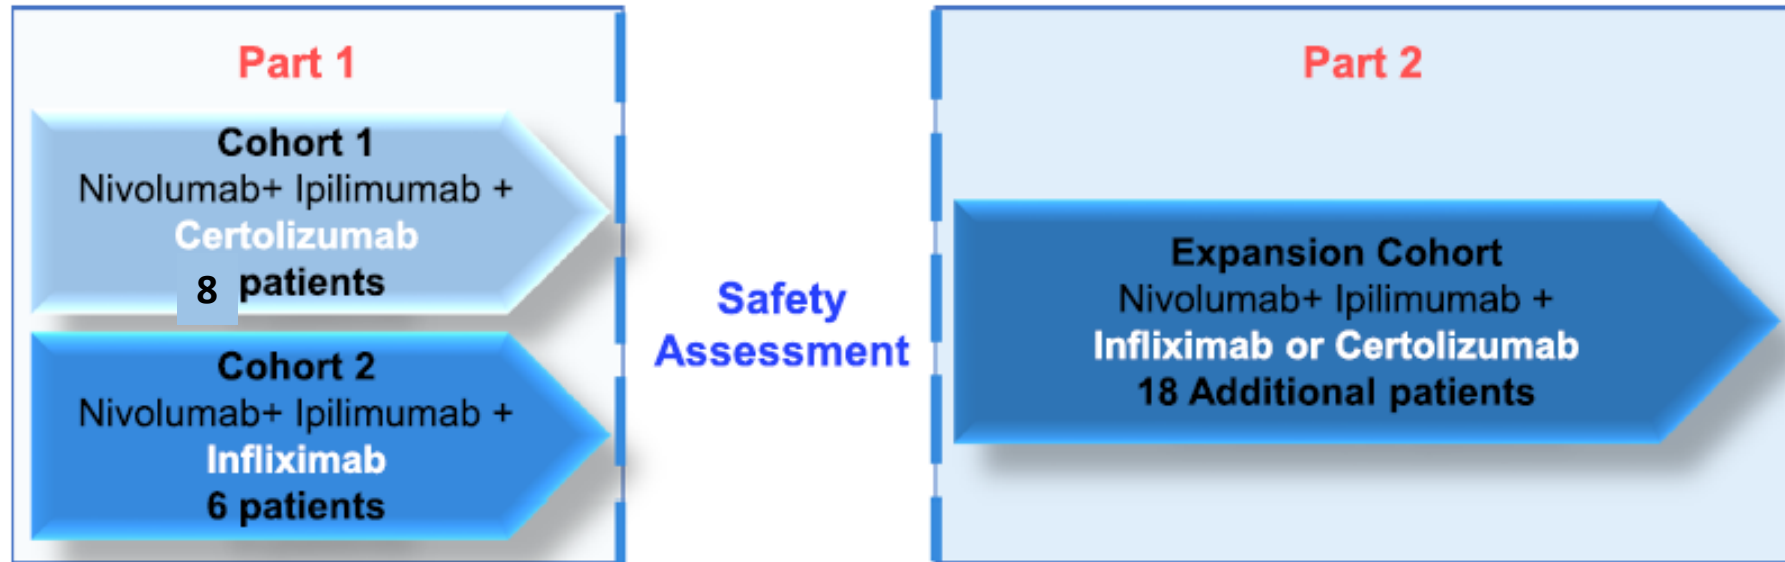 Part 1
Cohort 1
Nivolumab+ Ipilimumab +
Certolizumab
8 patients
Cohort 2
Nivolumab+ Ipilimumab +
Infliximab
6 patients
Safety
Assessment
Part 2
Expansion Cohort
Nivolumab+ Ipilimumab +
Infliximab or Certolizumab
18 Additional patients